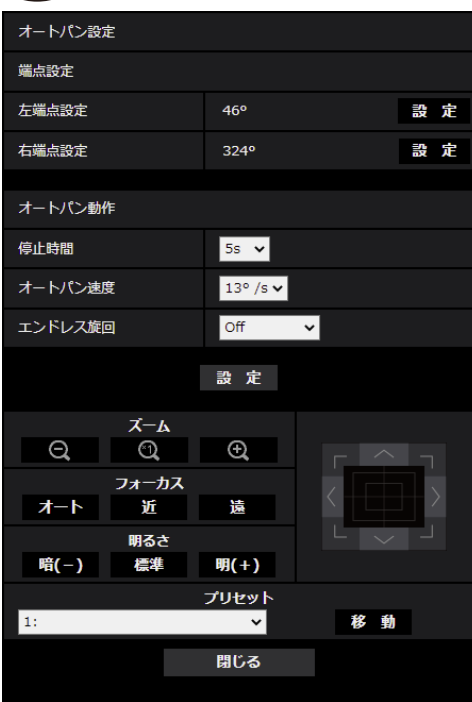 オートパン設定
端点設定
左端点設定 46° 設 定
右端点設定 324° 設 定
オートパン動作
停止時間 5s
オートパン速度 13° /s
エンドレス旋回 Off
設 定
ズーム
×1
フォーカス
オート 近 遠
明るさ
暗(−) 標準 明(+)
プリセット
1: 移 動
閉じる